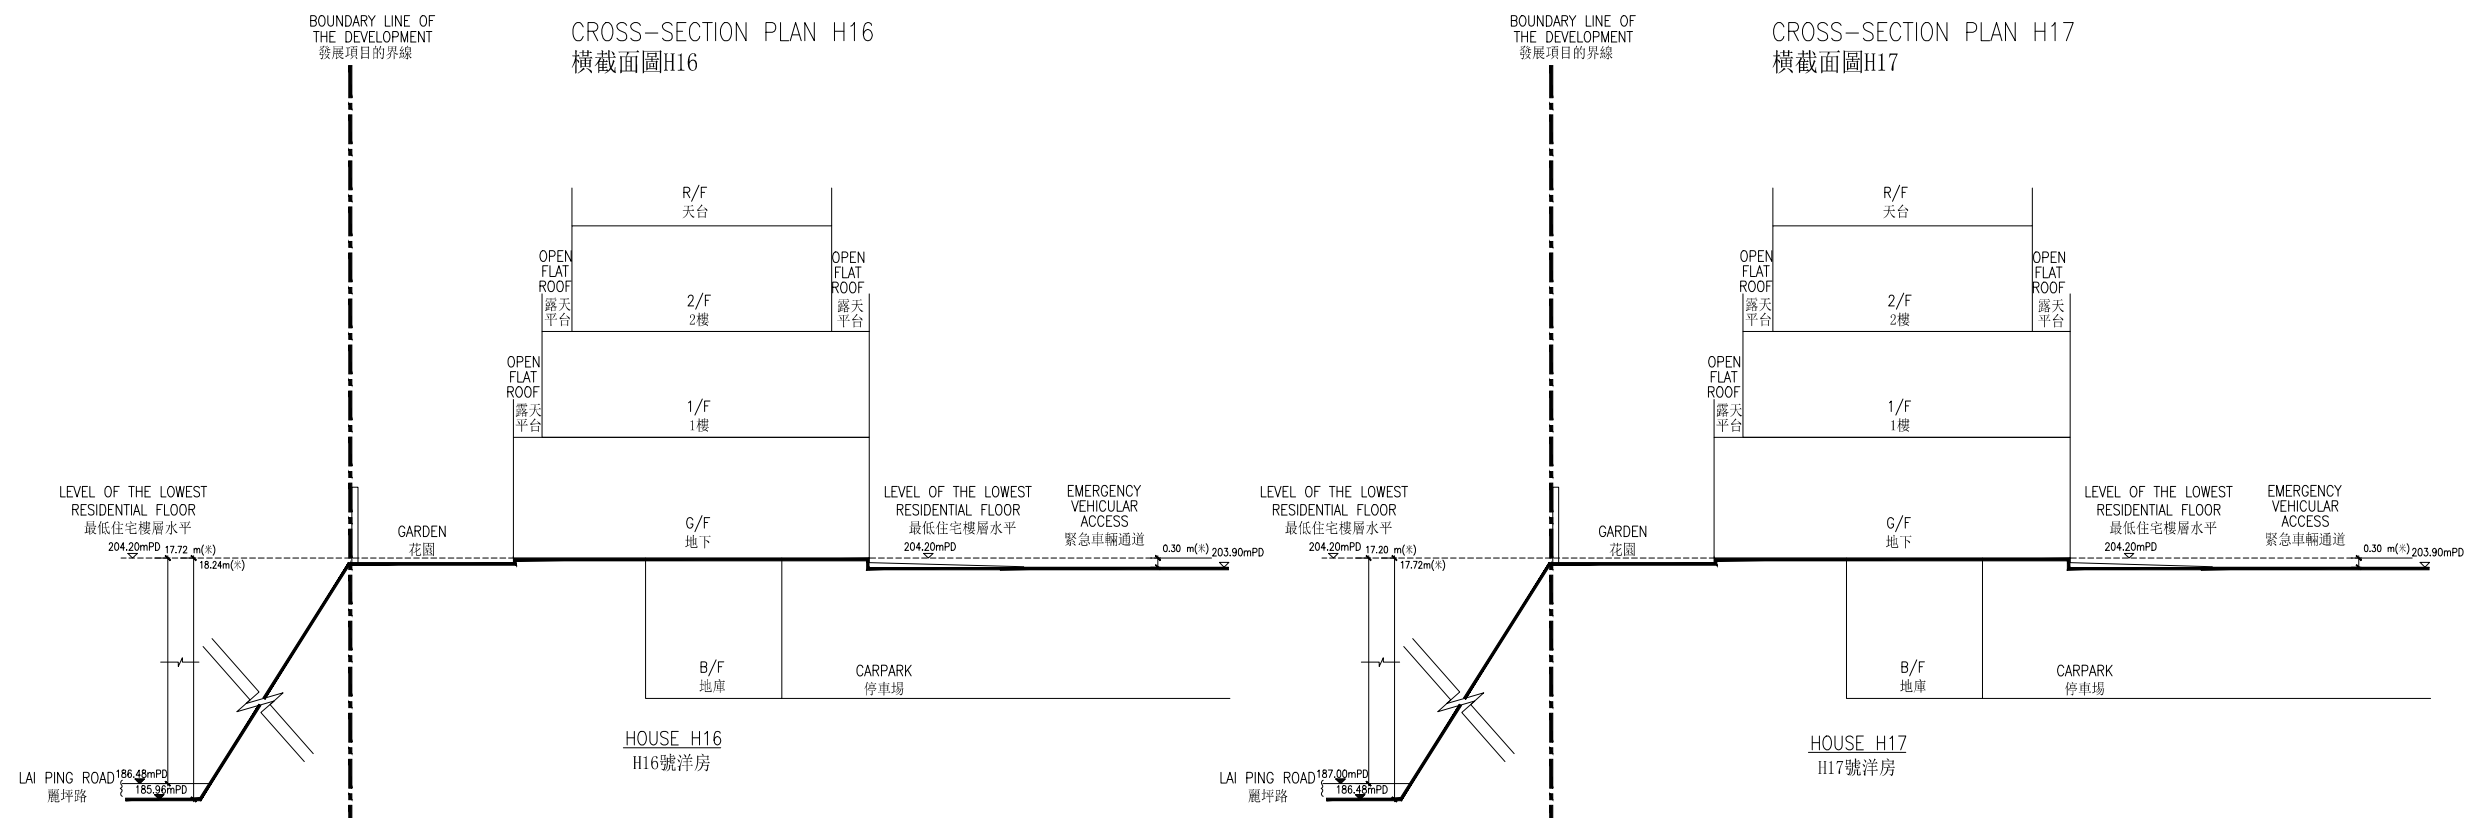 BOUNDARY LINE OF
THE DEVELOPMENT
發展項目的界線
CROSS-SECTION PLAN H16
橫截面圖H16
R/F
天台
OPEN
FLAT
ROOF
露天
平台
2/F
2樓
OPEN
FLAT
ROOF
露天
平台
OPEN
FLAT
ROOF
露天
平台
1/F
1樓
LEVEL OF THE LOWEST
RESIDENTIAL FLOOR
最低住宅樓層水平
204.20mPD
17.72 m(米)
18.24m(米)
GARDEN
花園
G/F
地下
LEVEL OF THE LOWEST
RESIDENTIAL FLOOR
最低住宅樓層水平
204.20mPD
EMERGENCY
VEHICULAR
ACCESS
緊急車輛通道
0.30 m(米)
203.90mPD
B/F
地庫
CARPARK
停車場
HOUSE H16
H16號洋房
LAI PING ROAD
麗坪路
186.48mPD
185.96mPD
BOUNDARY LINE OF
THE DEVELOPMENT
發展項目的界線
CROSS-SECTION PLAN H17
橫截面圖H17
R/F
天台
OPEN
FLAT
ROOF
露天
平台
2/F
2樓
OPEN
FLAT
ROOF
露天
平台
OPEN
FLAT
ROOF
露天
平台
1/F
1樓
LEVEL OF THE LOWEST
RESIDENTIAL FLOOR
最低住宅樓層水平
204.20mPD
17.20 m(米)
17.72m(米)
GARDEN
花園
G/F
地下
LEVEL OF THE LOWEST
RESIDENTIAL FLOOR
最低住宅樓層水平
204.20mPD
EMERGENCY
VEHICULAR
ACCESS
緊急車輛通道
0.30 m(米)
203.90mPD
B/F
地庫
CARPARK
停車場
HOUSE H17
H17號洋房
LAI PING ROAD
麗坪路
187.00mPD
186.48mPD